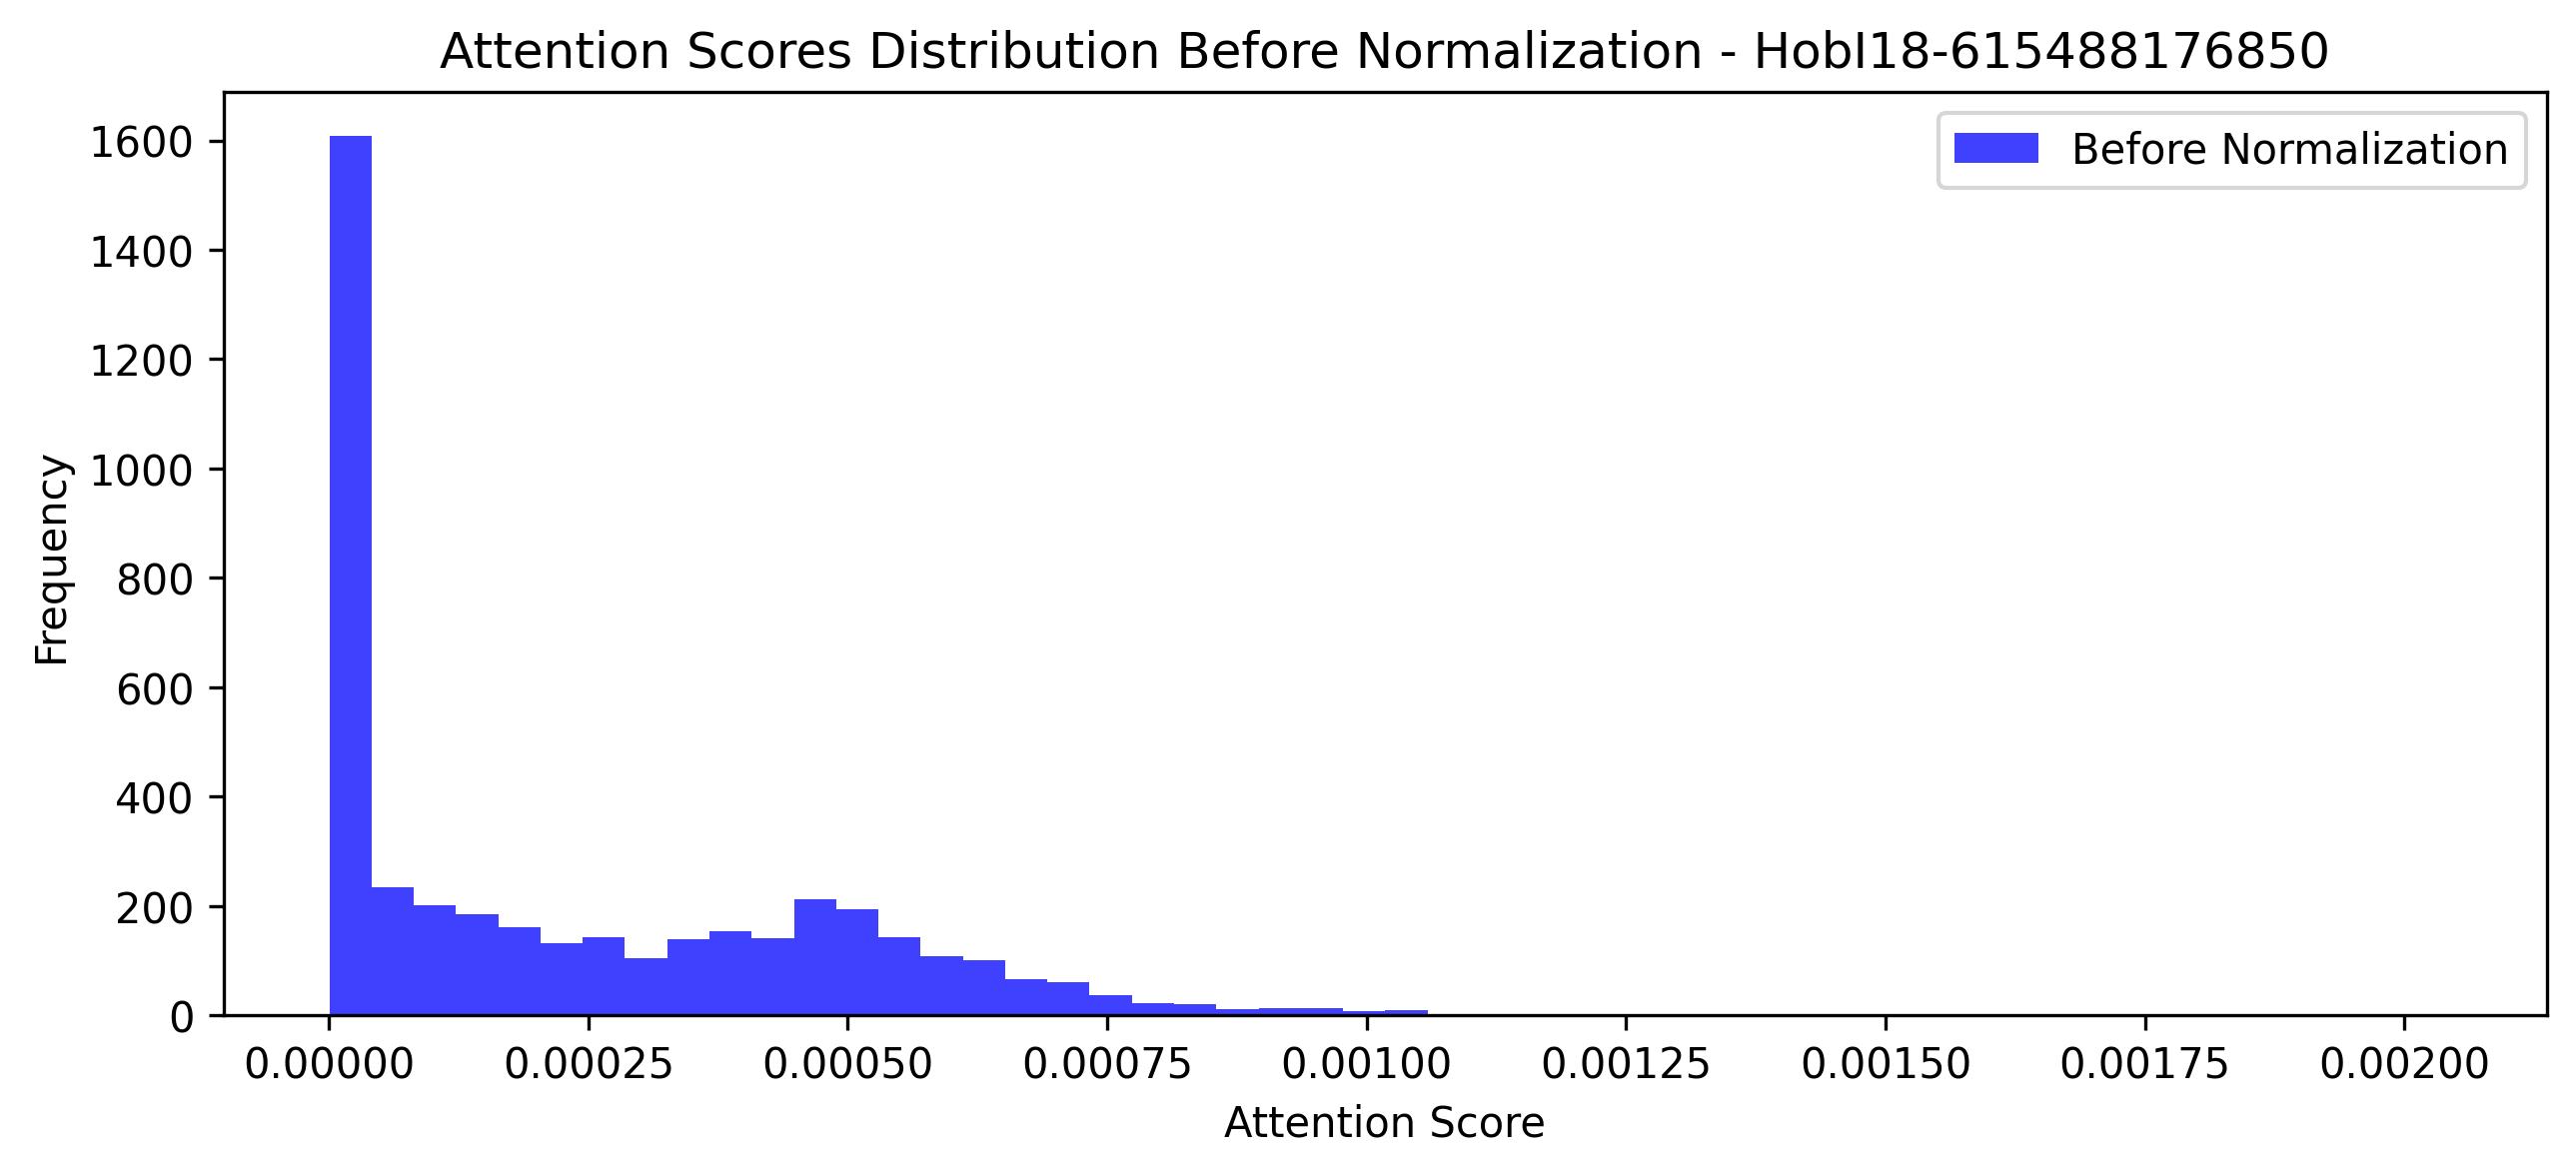 Attention Scores Distribution Before Normalization - HobI18-615488176850
Before Normalization
1600
1400
1200
1000
800
600
400
200
0
Frequency
0.00000 0.00025 0.00050 0.00075 0.00100 0.00125 0.00150 0.00175 0.00200
Attention Score